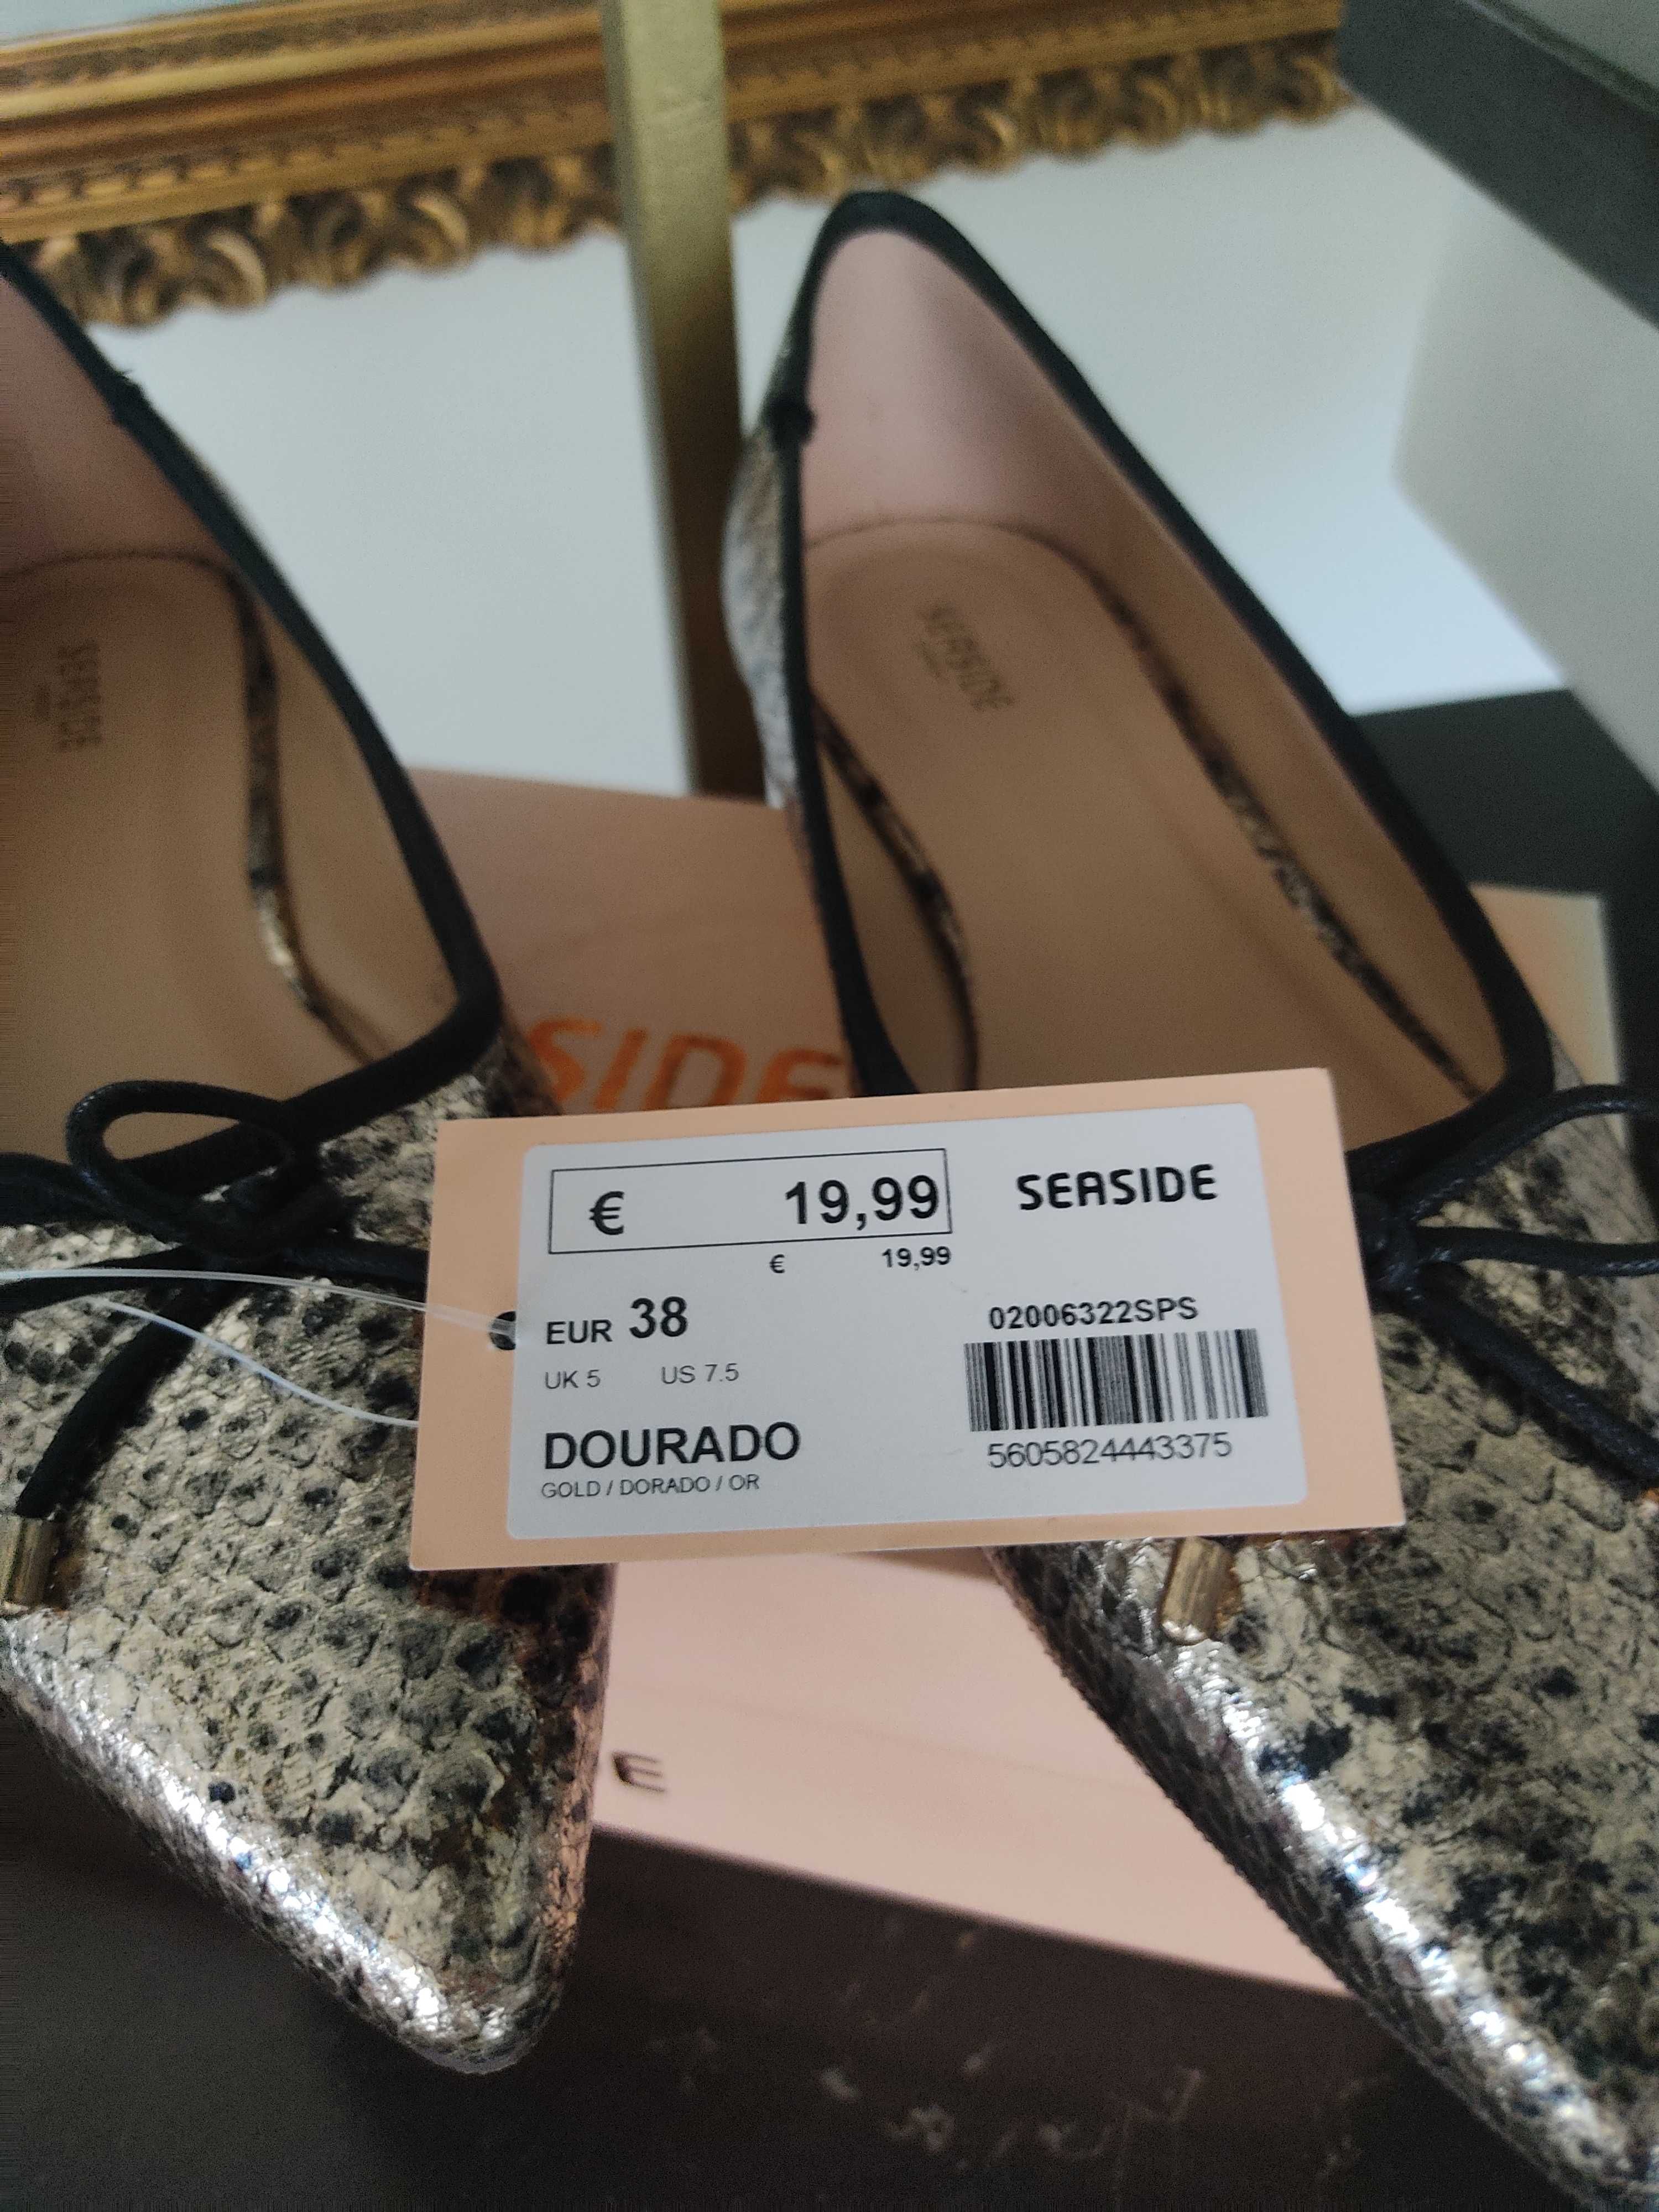 SEASIDE
SEASIDE
SIDE
€ 19,99
SEASIDE
€ 19,99
EUR 38
02006322SPS
UK 5 US 7.5
DOURADO
5605824443375
GOLD / DORADO / OR
E